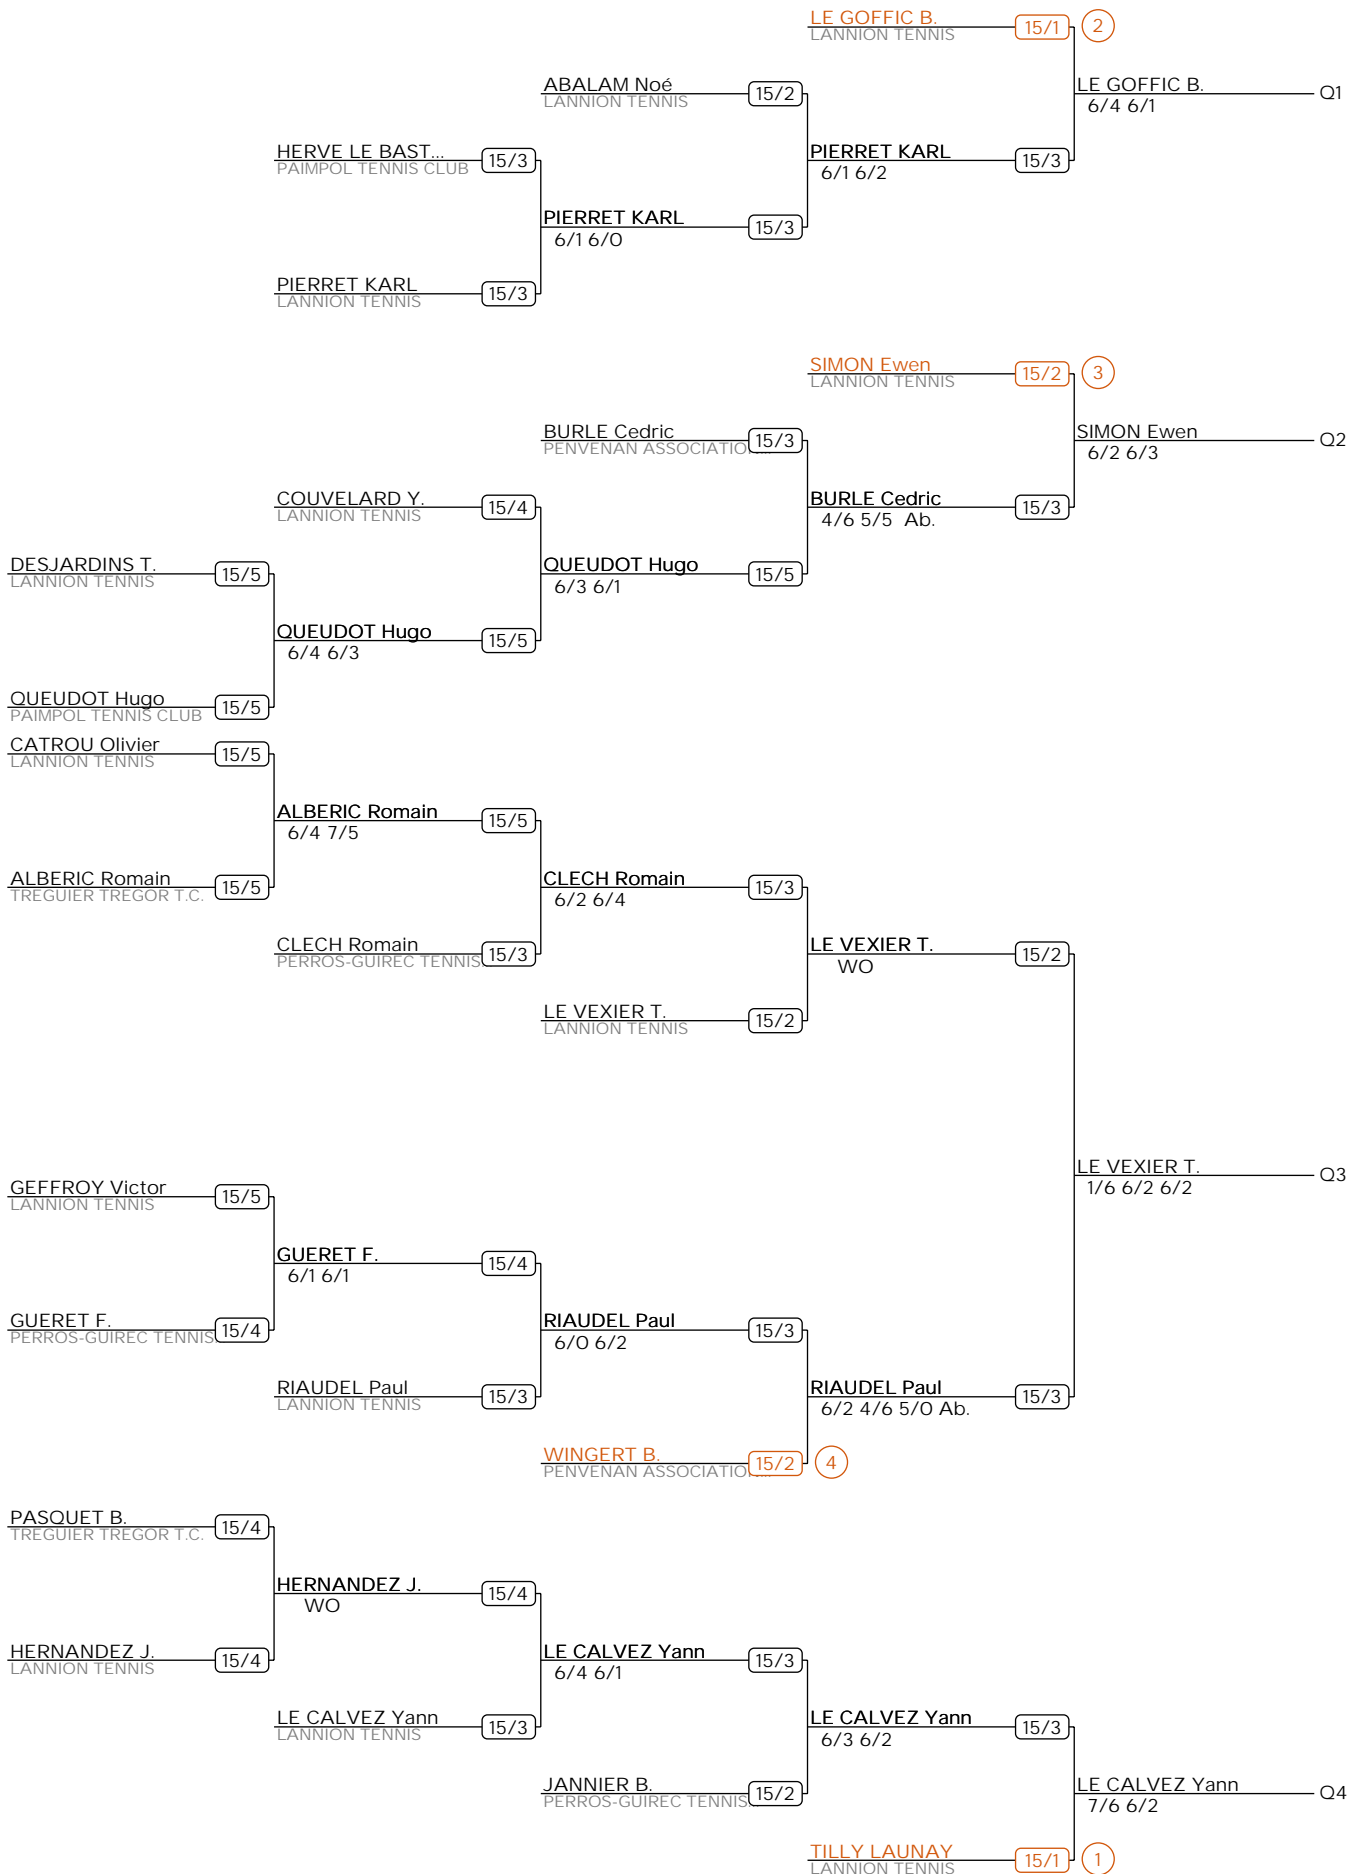 LE GOFFIC B.
LANNION TENNIS
15/1
2
ABALAM Noé
LANNION TENNIS
15/2
LE GOFFIC B.
6/4 6/1
Q1
HERVE LE BAST...
PAIMPOL TENNIS CLUB
15/3
PIERRET KARL
6/1 6/2
15/3
PIERRET KARL
6/1 6/0
15/3
PIERRET KARL
LANNION TENNIS
15/3
SIMON Ewen
LANNION TENNIS
15/2
3
BURLE Cedric
PENVENAN ASSOCIATIO...
15/3
SIMON Ewen
6/2 6/3
Q2
COUVELARD Y.
LANNION TENNIS
15/4
BURLE Cedric
4/6 5/5 Ab.
15/3
DESJARDINS T.
LANNION TENNIS
15/5
QUEUDOT Hugo
6/3 6/1
15/5
QUEUDOT Hugo
6/4 6/3
15/5
QUEUDOT Hugo
PAIMPOL TENNIS CLUB
15/5
CATROU Olivier
LANNION TENNIS
15/5
ALBERIC Romain
6/4 7/5
15/5
ALBERIC Romain
TREGUIER TREGOR T.C.
15/5
CLECH Romain
6/2 6/4
15/3
CLECH Romain
PERROS-GUIREC TENNIS...
15/3
LE VEXIER T.
WO
15/2
LE VEXIER T.
LANNION TENNIS
15/2
GEFFROY Victor
LANNION TENNIS
15/5
LE VEXIER T.
1/6 6/2 6/2
Q3
GUERET F.
6/1 6/1
15/4
GUERET F.
PERROS-GUIREC TENNIS...
15/4
RIAUDEL Paul
6/0 6/2
15/3
RIAUDEL Paul
LANNION TENNIS
15/3
RIAUDEL Paul
6/2 4/6 5/0 Ab.
15/3
WINGERT B.
PENVENAN ASSOCIATIO...
15/2
4
PASQUET B.
TREGUIER TREGOR T.C.
15/4
HERNANDEZ J.
WO
15/4
HERNANDEZ J.
LANNION TENNIS
15/4
LE CALVEZ Yann
6/4 6/1
15/3
LE CALVEZ Yann
LANNION TENNIS
15/3
LE CALVEZ Yann
6/3 6/2
15/3
JANNIER B.
PERROS-GUIREC TENNIS...
15/2
LE CALVEZ Yann
7/6 6/2
Q4
TILLY LAUNAY
LANNION TENNIS
15/1
1